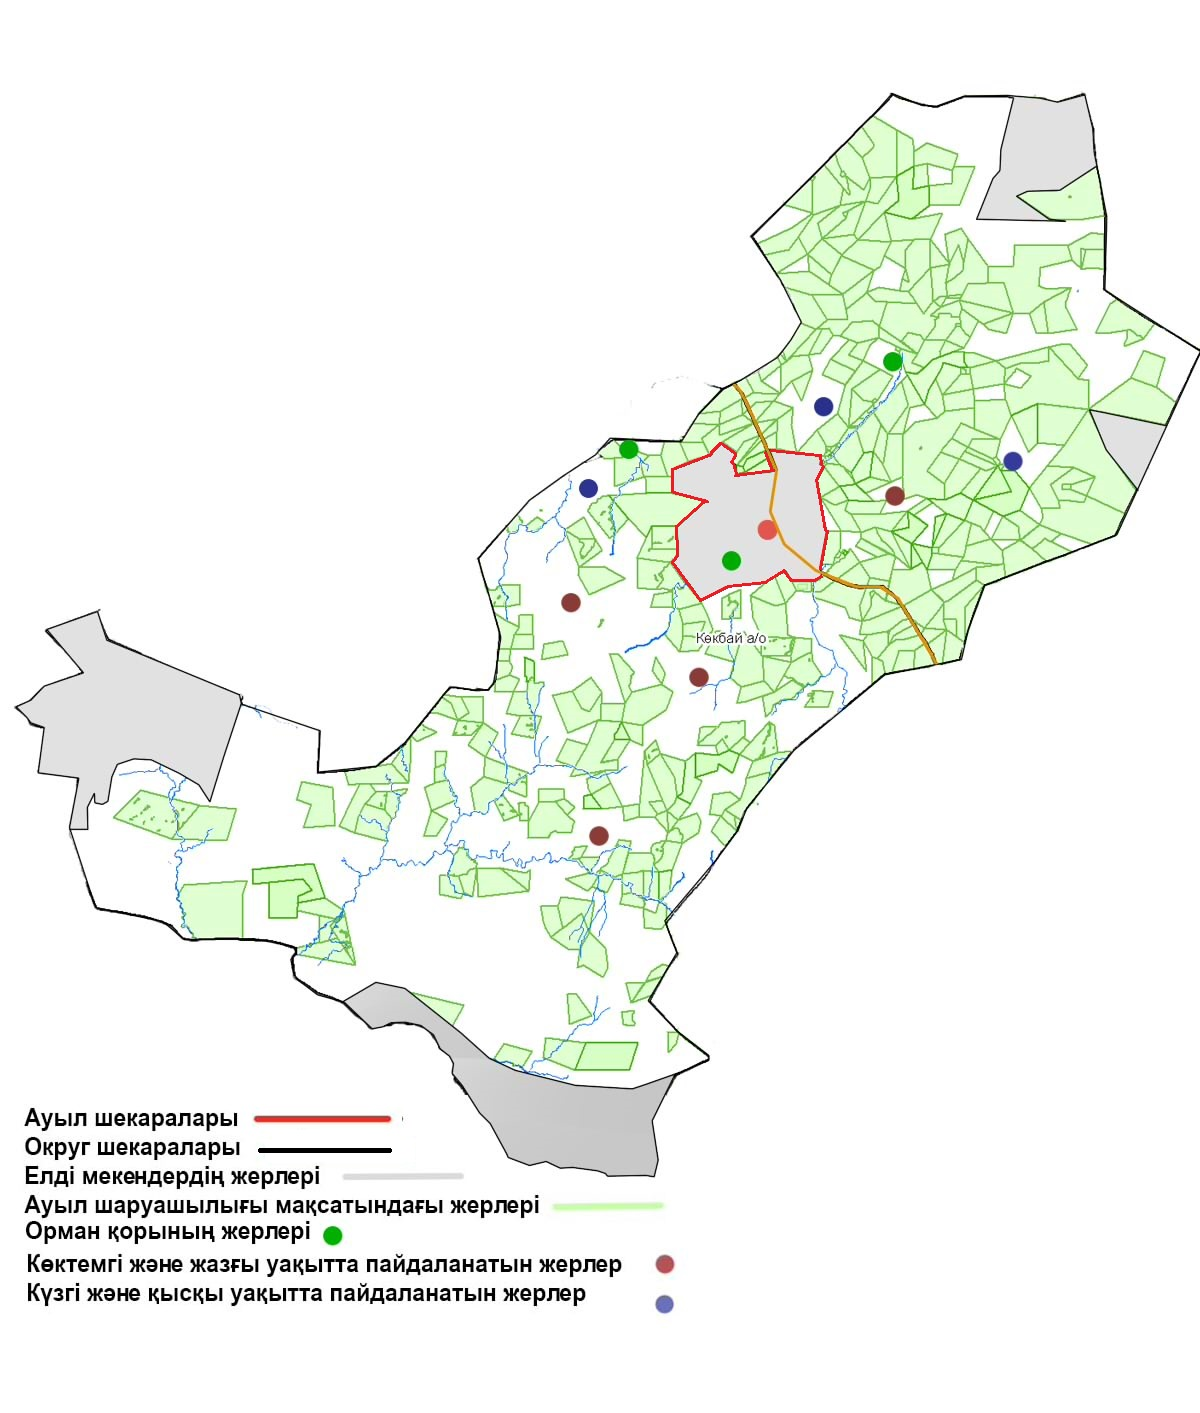 Көкбай а/о
Ауыл шекаралары
Округ шекаралары
Елді мекендердің жерлері
Ауыл шаруашылығы мақсатындағы жерлері
Орман қорының жерлері
Көктемгі және жазғы уақытта пайдаланатын жерлер
Күзгі және қысқы уақытта пайдаланатын жерлер